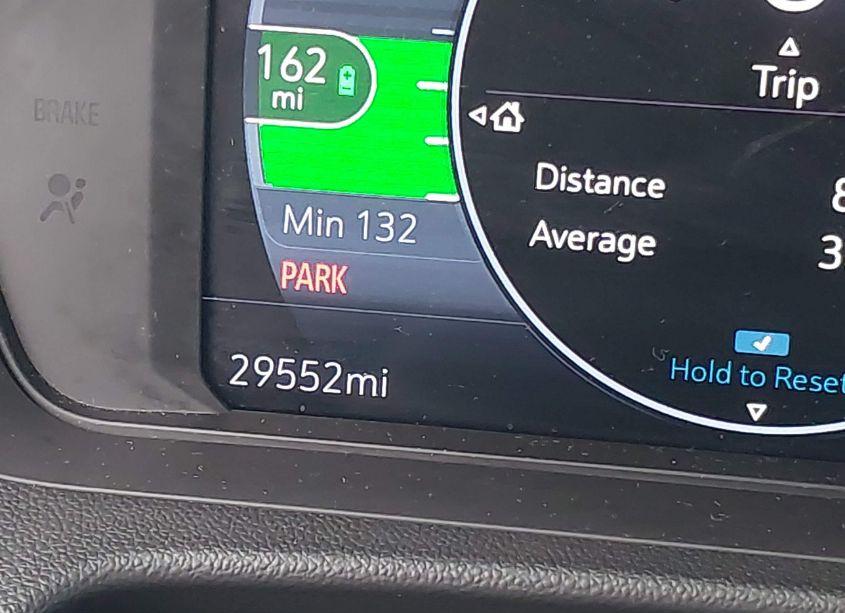 162
mi
BRAKE
Min 132
PARK
29552mi
Trip
Distance
Average
Hold to Reset